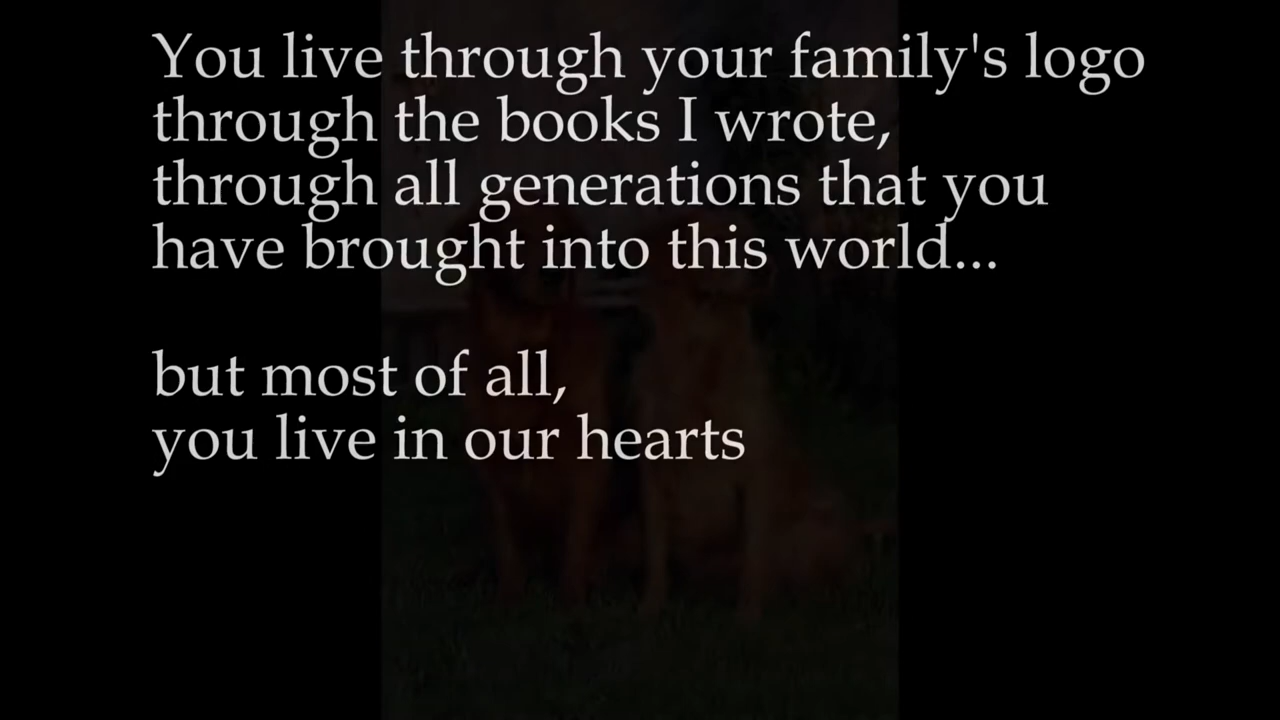 You live through your family's logo
through the books I wrote,
through all generations that you
have brought into this world...
but most of all,
you live in our hearts